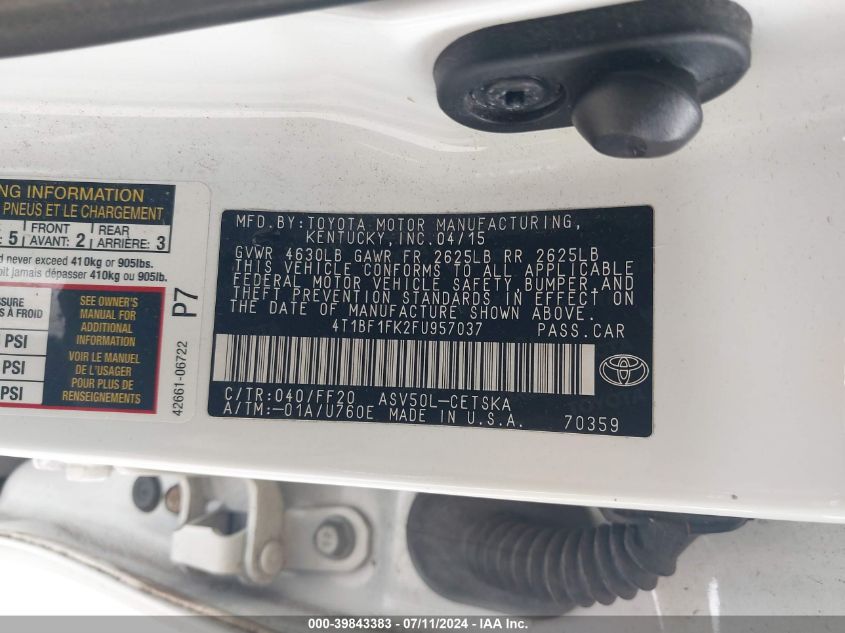 NG INFORMATION
PNEUS ET LE CHARGEMENT
5 FRONT AVANT: 2 REAR ARRIÈRE: 3
d never exceed 410kg or 905lbs.
oit jamais dépasser 410kg ou 905lb.
SSURE
S À FROID
PSI
PSI
PSI
SEE OWNER'S
MANUAL FOR
ADDITIONAL
INFORMATION
VOIR LE MANUEL
DE L'USAGER
POUR PLUS DE
RENSEIGNEMENTS
P7
42661-06722
MFD.BY:TOYOTA MOTOR MANUFACTURING,
KENTUCKY,INC.04/15
GVWR 4630LB GAWR FR 2625LB RR 2625LB
THIS VEHICLE CONFORMS TO ALL APPLICABLE
FEDERAL MOTOR VEHICLE SAFETY,BUMPER,AND
THEFT PREVENTION STANDARDS IN EFFECT ON
THE DATE OF MANUFACTURE SHOWN ABOVE.
4T1BF1FK2FU957037 PASS.CAR
C/TR:040/FF20 ASV50L-CETSKA
A/TM:-01A/U760E MADE IN U.S.A.
70359
000-39843383 - 07/11/2024 - IAA Inc.